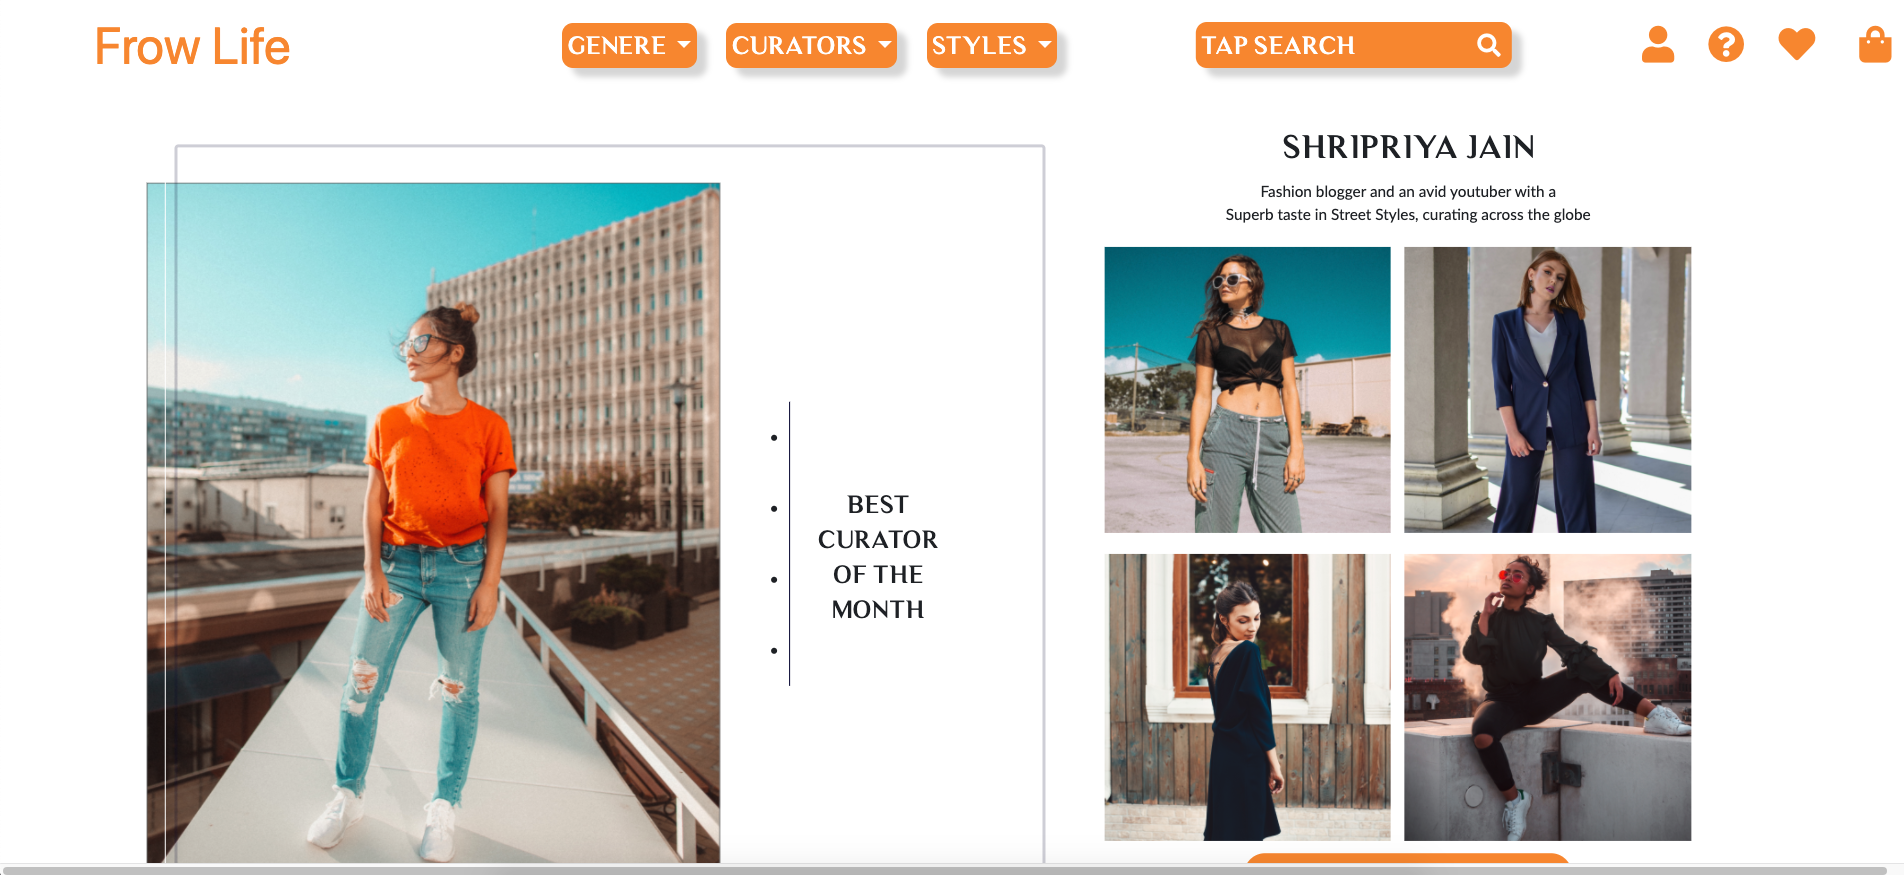 Frow Life
GENERE
CURATORS
STYLES
TAP SEARCH
BEST
CURATOR
OF THE
MONTH
SHRIPRIYA JAIN
Fashion blogger and an avid youtuber with a
Superb taste in Street Styles, curating across the globe